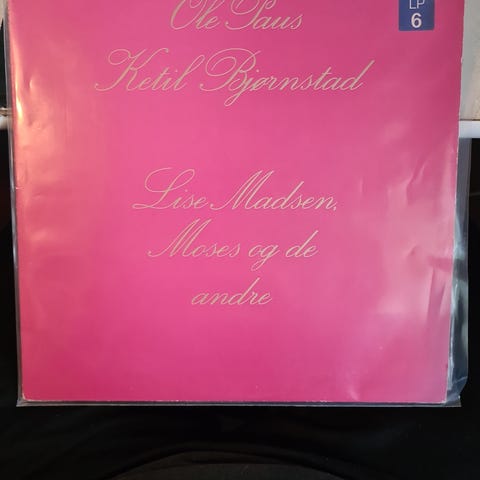 LP
6
Ole Paus
Ketil Bjørnstad
Lise Madsen,
Moses og de
andre